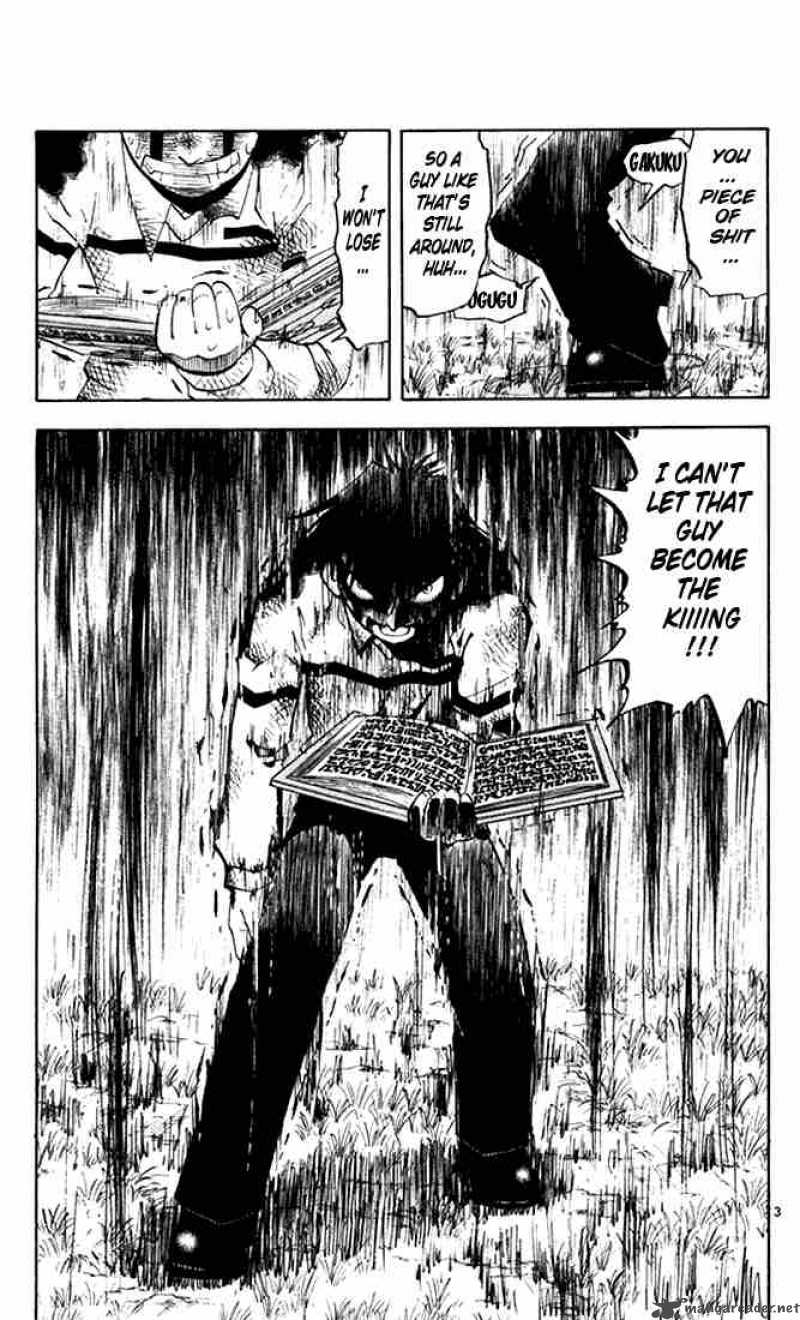 YOU
...
PIECE
OF
SHIT
...
GAKUKU
SO A
GUY LIKE
THAT'S
STILL
AROUND,
HUH...
UGUGU
I
WON'T
LOSE
...
I CAN'T
LET THAT
GUY
BECOME
THE
KIIIING
!!!
3
mangareader.net